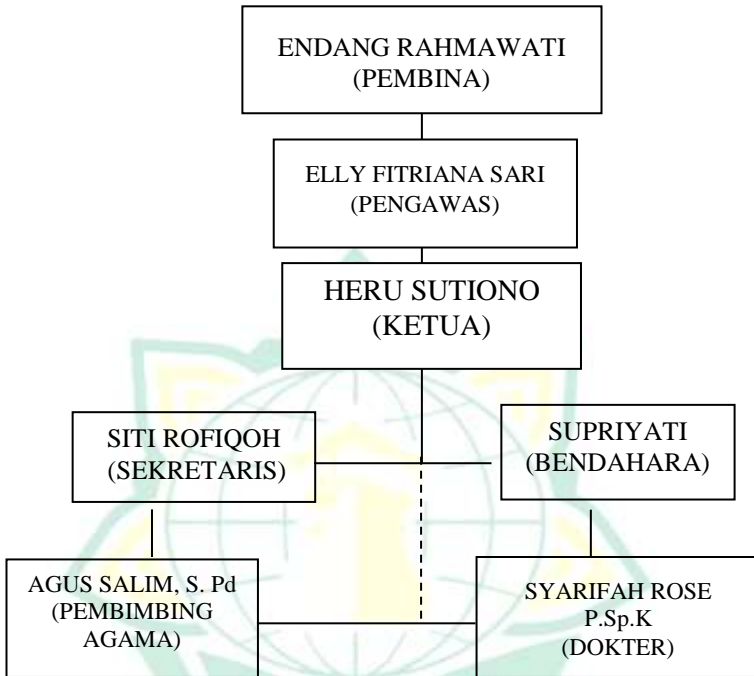 ENDANG RAHMAWATI
(PEMBINA)
ELLY FITRIANA SARI
(PENGAWAS)
HERU SUTIONO
(KETUA)
SITI ROFIQOH
(SEKRETARIS)
SUPRIYATI
(BENDAHARA)
AGUS SALIM, S. Pd
(PEMBIMBING
AGAMA)
SYARIFAH ROSE
P.Sp.K
(DOKTER)